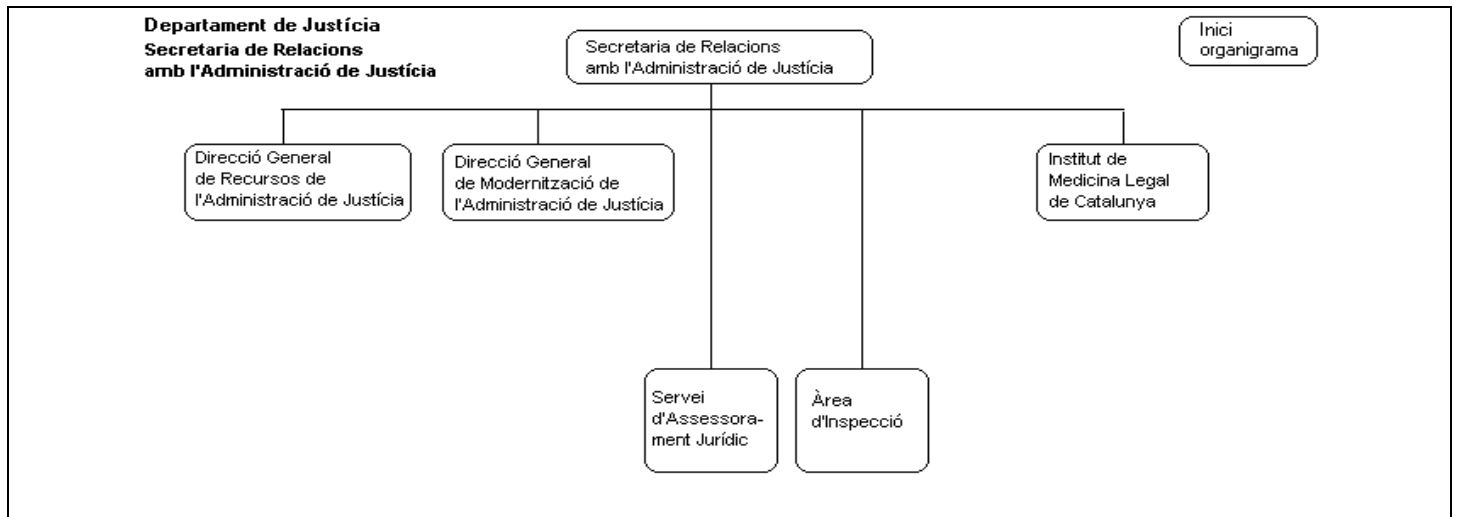 Departament de Justícia
Secretaria de Relacions
amb l'Administració de Justícia
Secretaria de Relacions
amb l'Administració de Justícia
Inici
organigrama
Direcció General
de Recursos de
l'Administració de Justícia
Direcció General
de Modernització de
l'Administració de Justícia
Institut de
Medicina Legal
de Catalunya
Servei
d'Assessora-
ment Jurídic
Àrea
d'Inspecció